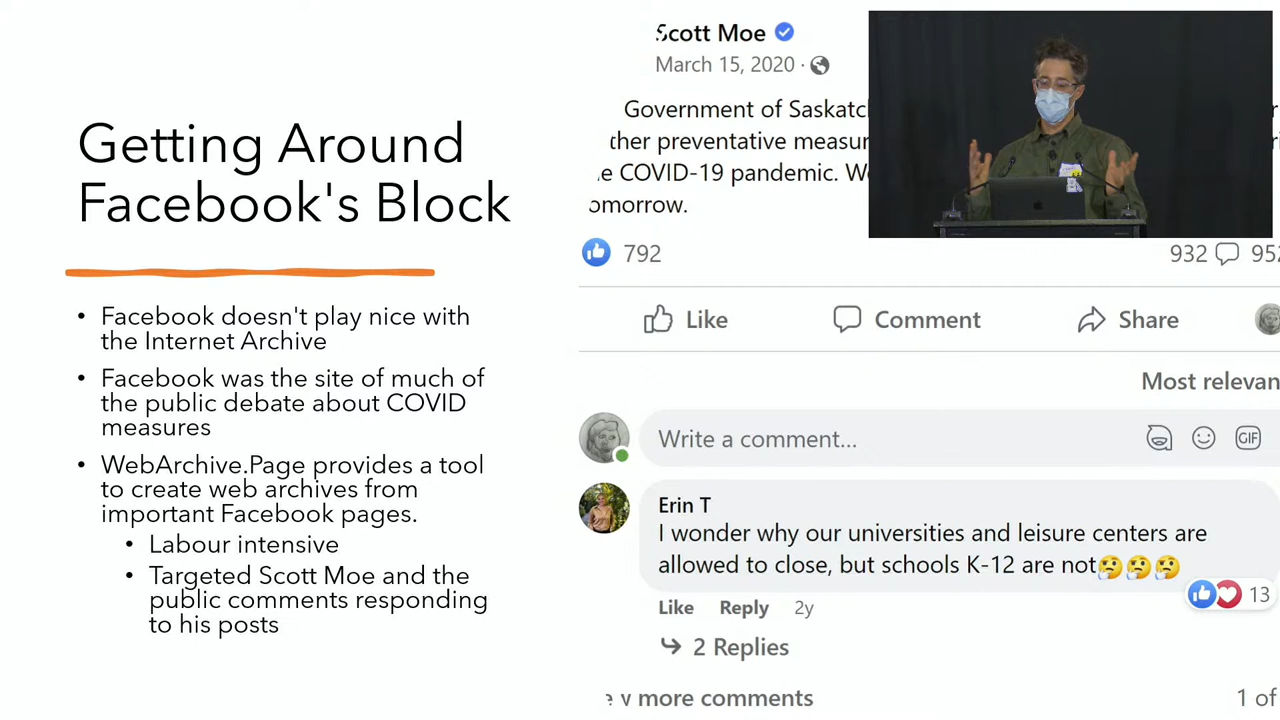 Getting Around
Facebook's Block
• Facebook doesn't play nice with
the Internet Archive
• Facebook was the site of much of
the public debate about COVID
measures
• WebArchive.Page provides a tool
to create web archives from
important Facebook pages.
• Labour intensive
• Targeted Scott Moe and the
public comments responding
to his posts
Scott Moe
March 15, 2020 ·
Government of Saskatc
ther preventative measur
e COVID-19 pandemic. W
omorrow.
792
932
952
Like
Comment
Share
Most relevan
Write a comment...
GIF
Erin T
I wonder why our universities and leisure centers are
allowed to close, but schools K-12 are not🤔🤔🤔
13
Like Reply 2y
2 Replies
more comments
1 of